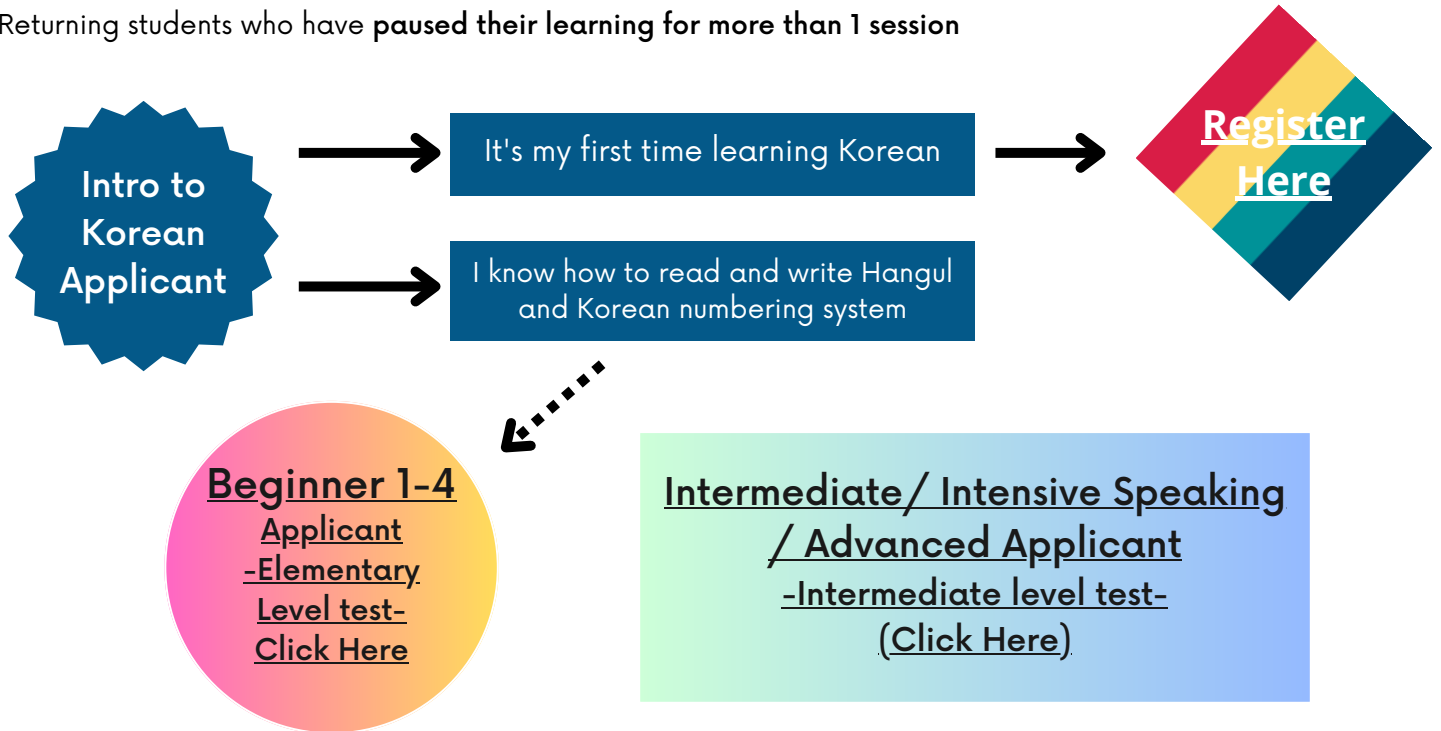 Returning students who have paused their learning for more than 1 session
Intro to
Korean
Applicant
It's my first time learning Korean
Register
Here
I know how to read and write Hangul
and Korean numbering system
Beginner 1-4
Applicant
-Elementary
Level test-
Click Here
Intermediate/ Intensive Speaking
/ Advanced Applicant
-Intermediate level test-
(Click Here)